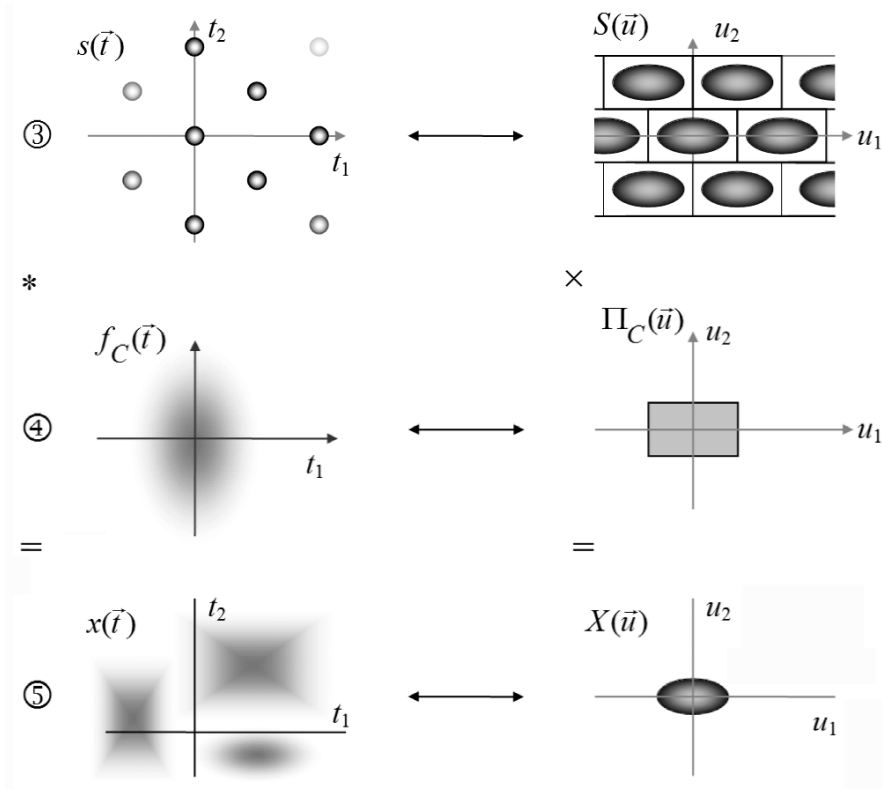 s(t⃗) t₂ S(u⃗) u₂
③ t₁ u₁
* ×
f_C(t⃗) Π_C(u⃗) u₂
④ t₁ u₁
= =
x(t⃗) t₂ X(u⃗) u₂
⑤ t₁ u₁